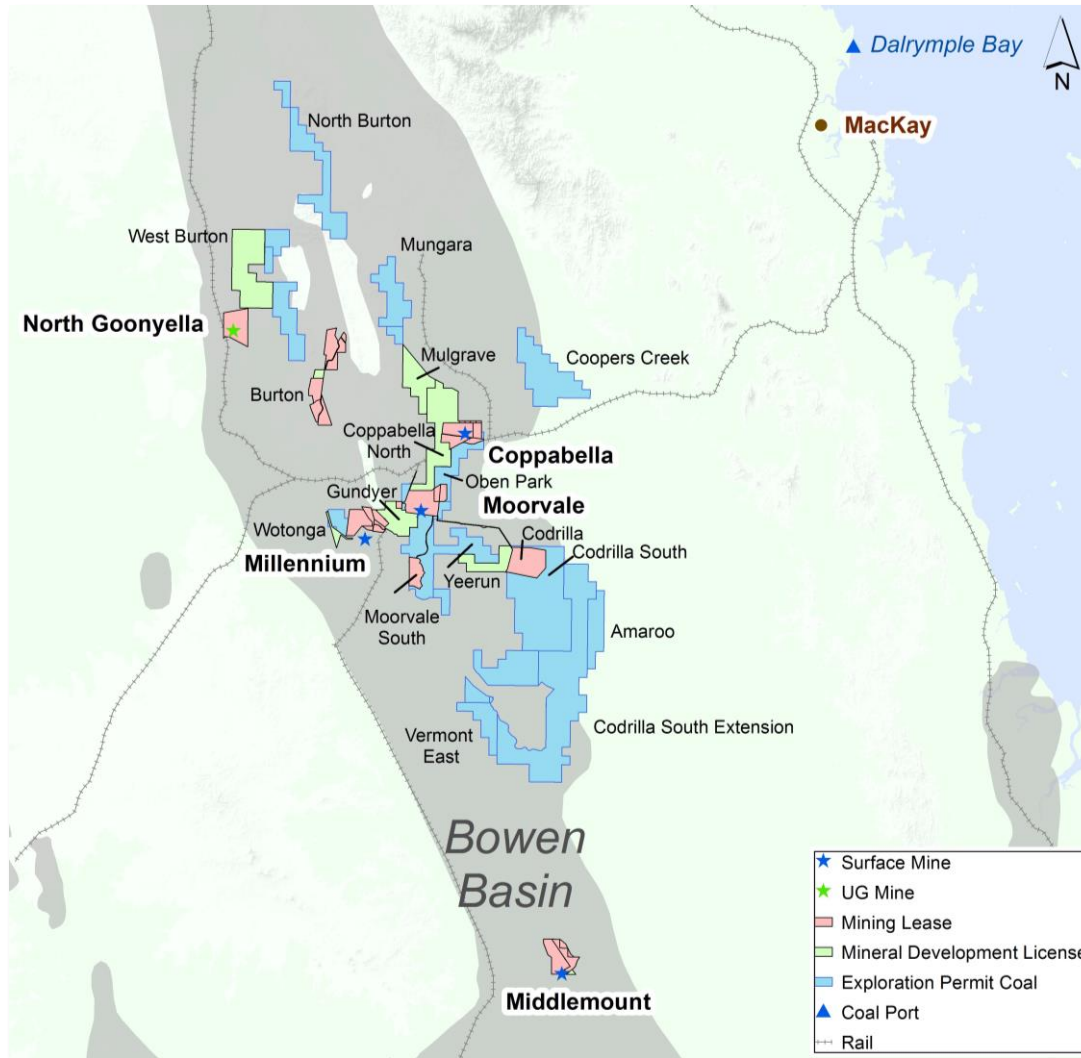 Dalrymple Bay
N
MacKay
North Burton
West Burton
Mungara
North Goonyella
Mulgrave
Coopers Creek
Burton
Coppabella
North
Coppabella
Oben Park
Gundyer
Moorvale
Wotonga
Codrilla
Codrilla South
Millennium
Yeerun
Moorvale
South
Amaroo
Vermont
East
Codrilla South Extension
Bowen
Basin
Middlemount
Surface Mine
UG Mine
Mining Lease
Mineral Development License
Exploration Permit Coal
Coal Port
Rail